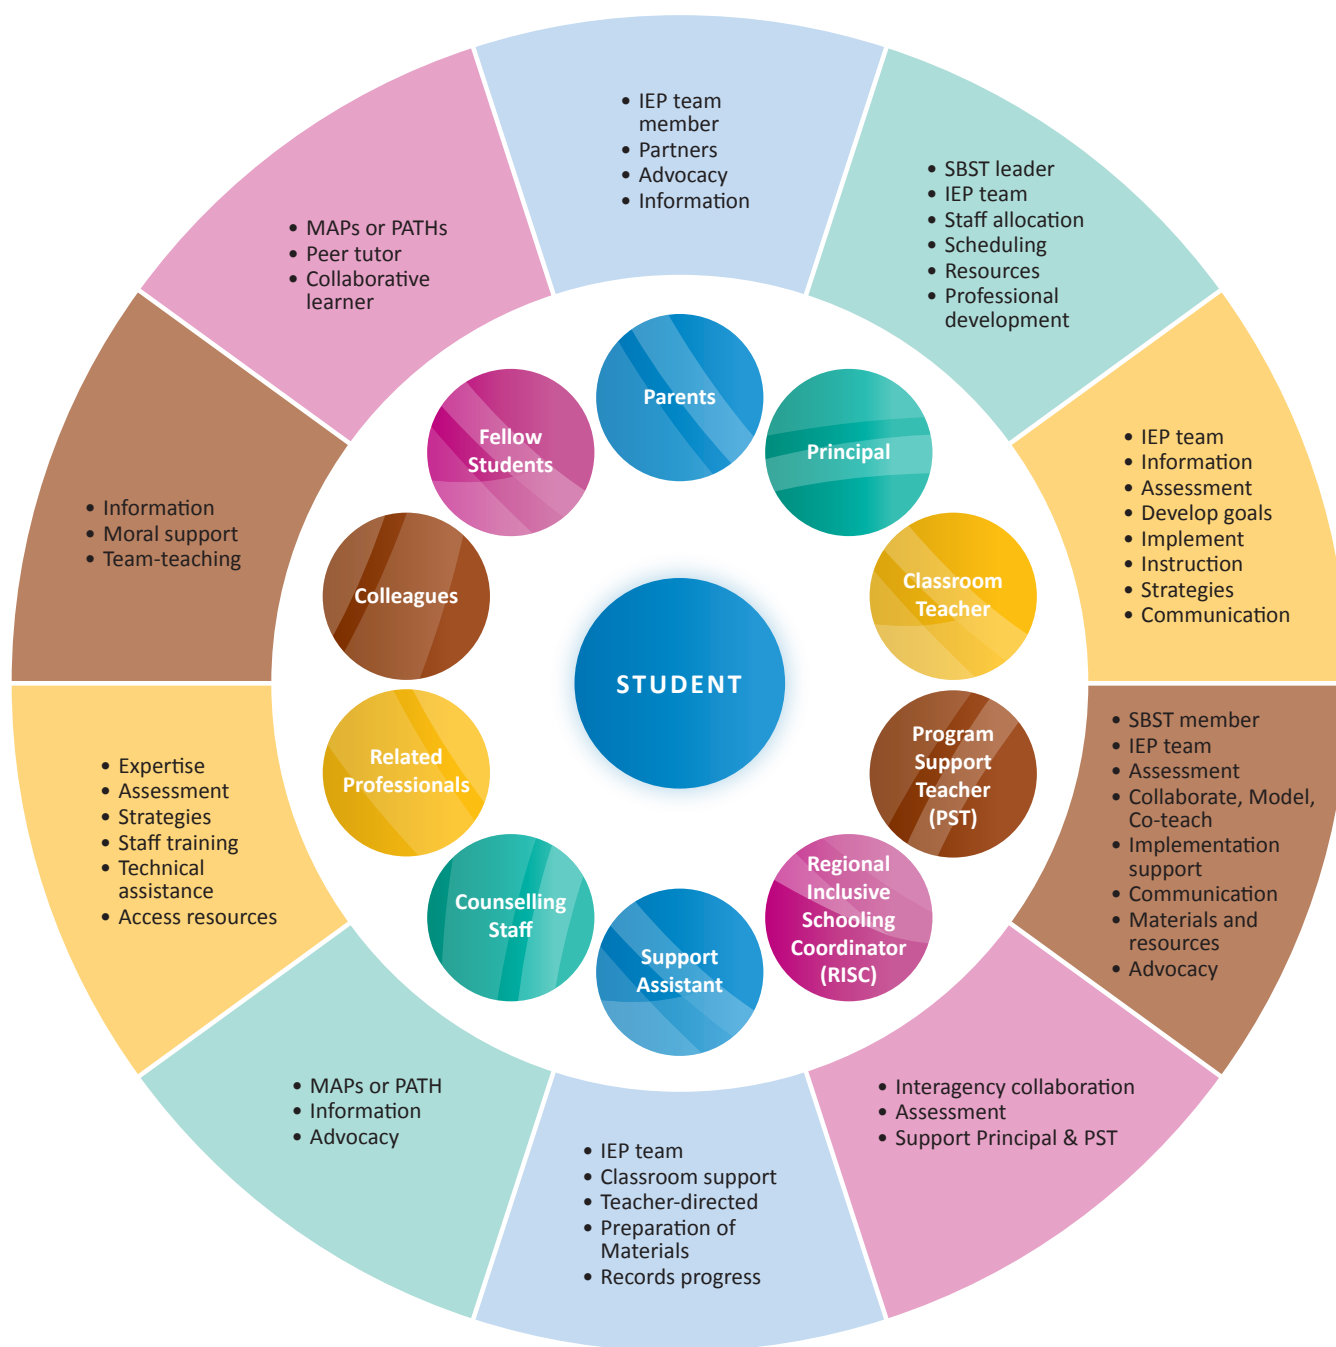 • IEP team
member
• Partners
• Advocacy
• Information
• SBST leader
• IEP team
• Staff allocation
• Scheduling
• Resources
• Professional
development
• IEP team
• Information
• Assessment
• Develop goals
• Implement
• Instruction
• Strategies
• Communication
• SBST member
• IEP team
• Assessment
• Collaborate, Model,
Co-teach
• Implementation
support
• Communication
• Materials and
resources
• Advocacy
• Interagency collaboration
• Assessment
• Support Principal & PST
• IEP team
• Classroom support
• Teacher-directed
• Preparation of
Materials
• Records progress
• MAPs or PATH
• Information
• Advocacy
• Expertise
• Assessment
• Strategies
• Staff training
• Technical
assistance
• Access resources
• Information
• Moral support
• Team-teaching
• MAPs or PATHs
• Peer tutor
• Collaborative
learner
Parents
Principal
Classroom
Teacher
Program
Support
Teacher
(PST)
Regional
Inclusive
Schooling
Coordinator
(RISC)
Support
Assistant
Counselling
Staff
Related
Professionals
Colleagues
Fellow
Students
STUDENT